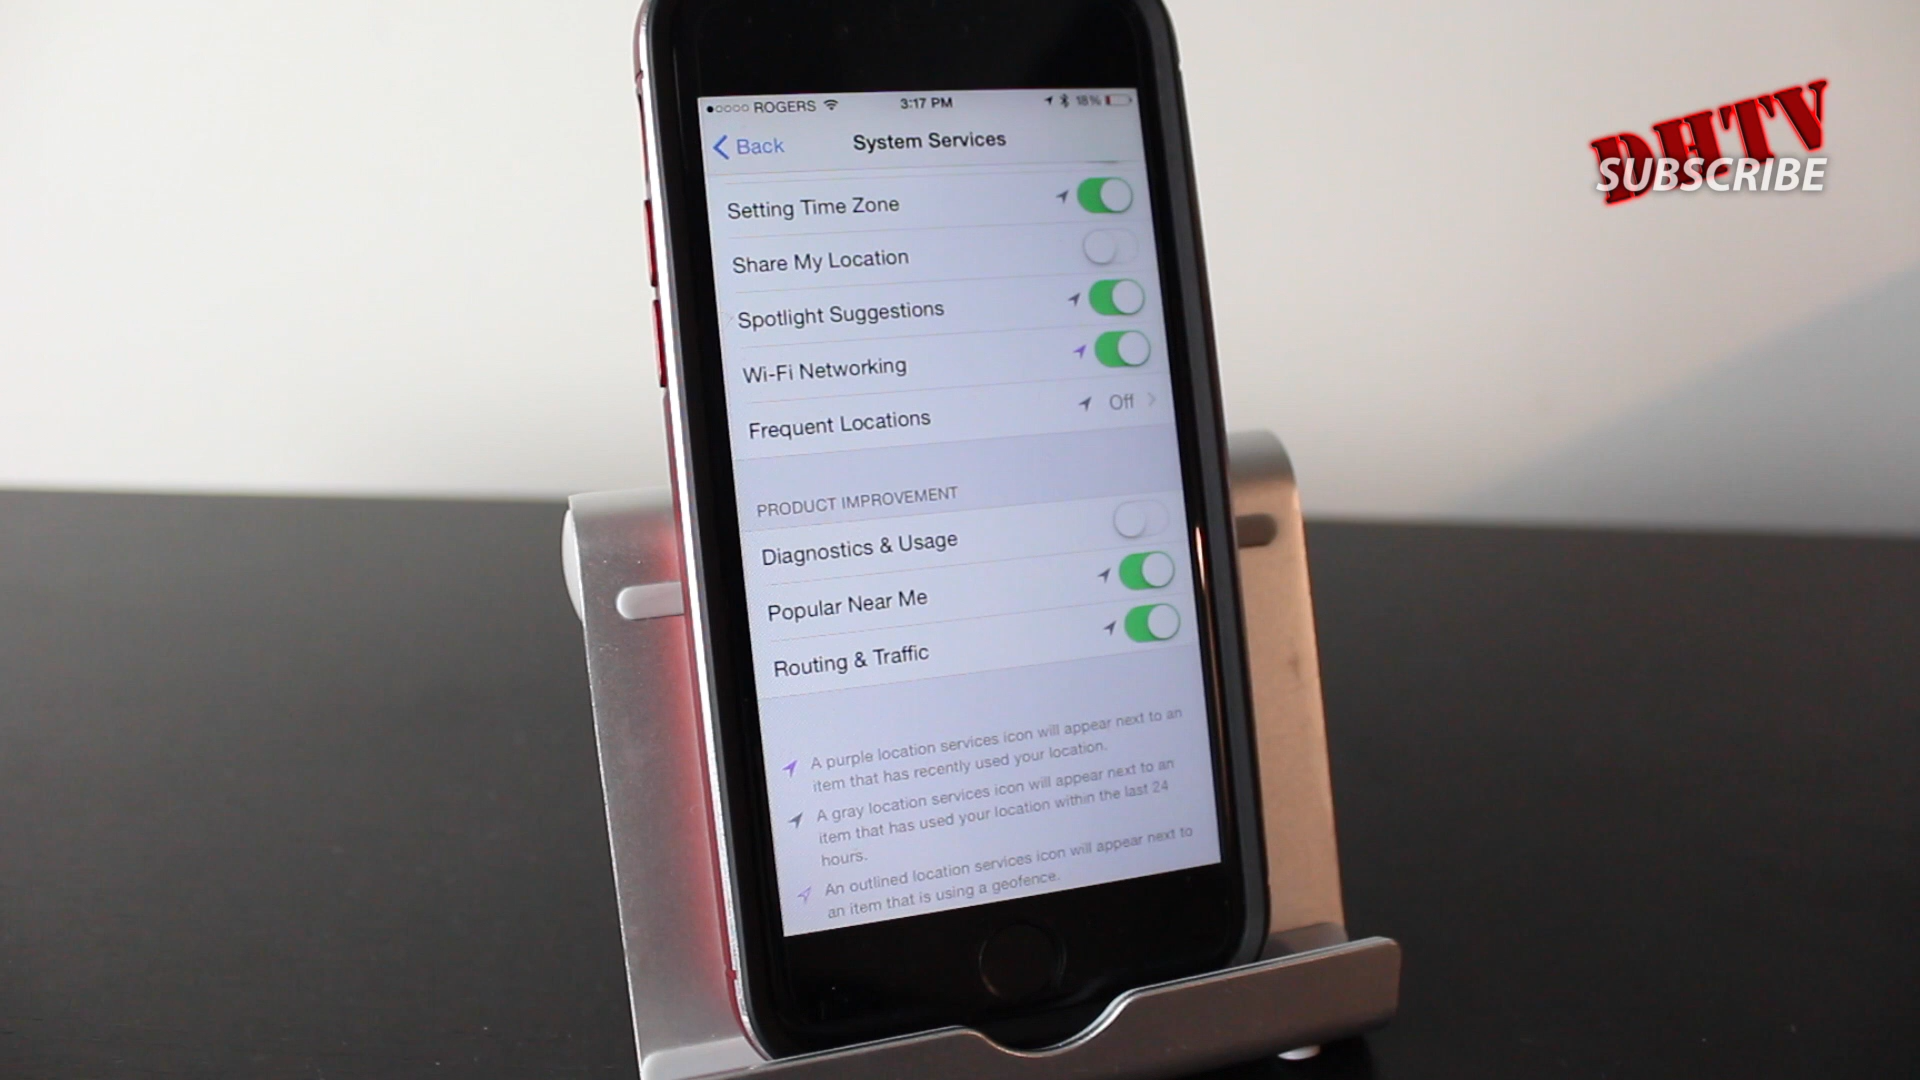 ROGERS 3:17 PM 18%
Back System Services
Setting Time Zone
Share My Location
Spotlight Suggestions
Wi-Fi Networking
Frequent Locations Off
PRODUCT IMPROVEMENT
Diagnostics & Usage
Popular Near Me
Routing & Traffic
A purple location services icon will appear next to an
item that has recently used your location.
A gray location services icon will appear next to an
item that has used your location within the last 24
hours.
An outlined location services icon will appear next to
an item that is using a geofence.
DHTV
SUBSCRIBE